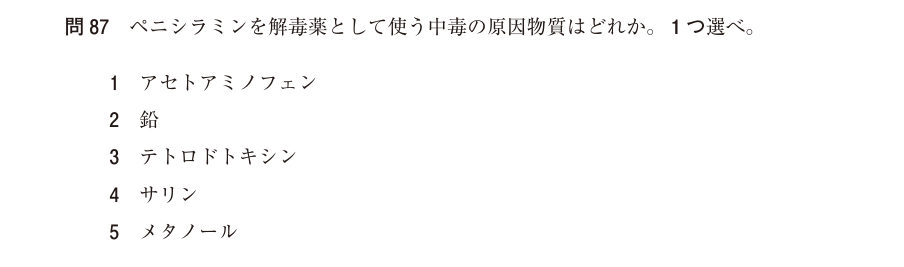 問 87 ペニシラミンを解毒薬として使う中毒の原因物質はどれか。1つ選べ。
1 アセトアミノフェン
2 鉛
3 テトロドトキシン
4 サリン
5 メタノール